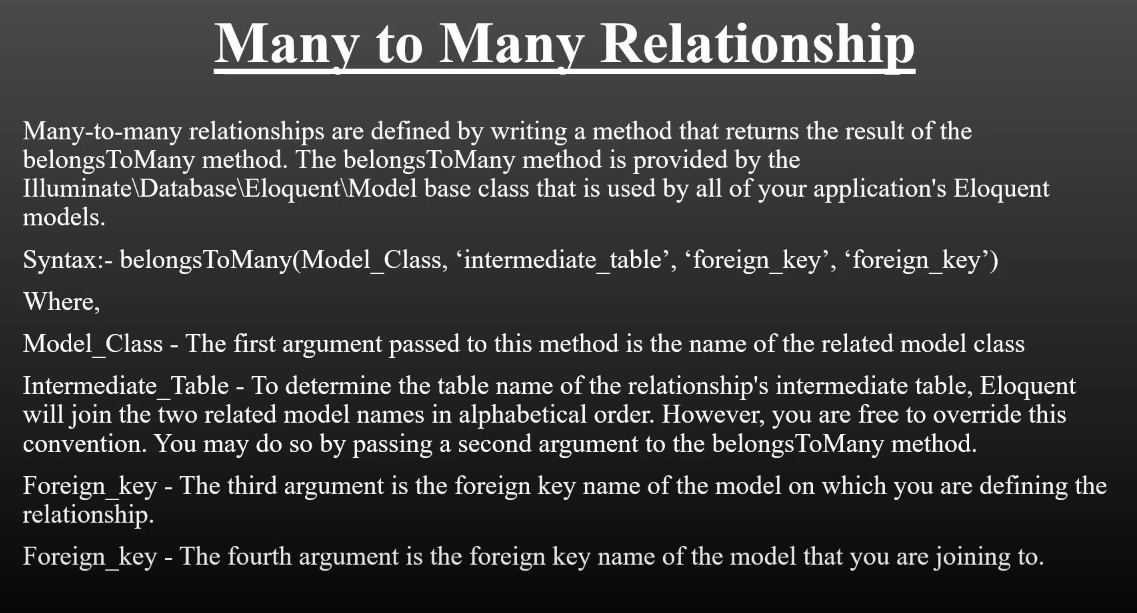 Many to Many Relationship
Many-to-many relationships are defined by writing a method that returns the result of the
belongsToMany method. The belongsToMany method is provided by the
Illuminate\Database\Eloquent\Model base class that is used by all of your application's Eloquent
models.
Syntax:- belongsToMany(Model_Class, ‘intermediate_table’, ‘foreign_key’, ‘foreign_key’)
Where,
Model_Class - The first argument passed to this method is the name of the related model class
Intermediate_Table - To determine the table name of the relationship's intermediate table, Eloquent
will join the two related model names in alphabetical order. However, you are free to override this
convention. You may do so by passing a second argument to the belongsToMany method.
Foreign_key - The third argument is the foreign key name of the model on which you are defining the
relationship.
Foreign_key - The fourth argument is the foreign key name of the model that you are joining to.